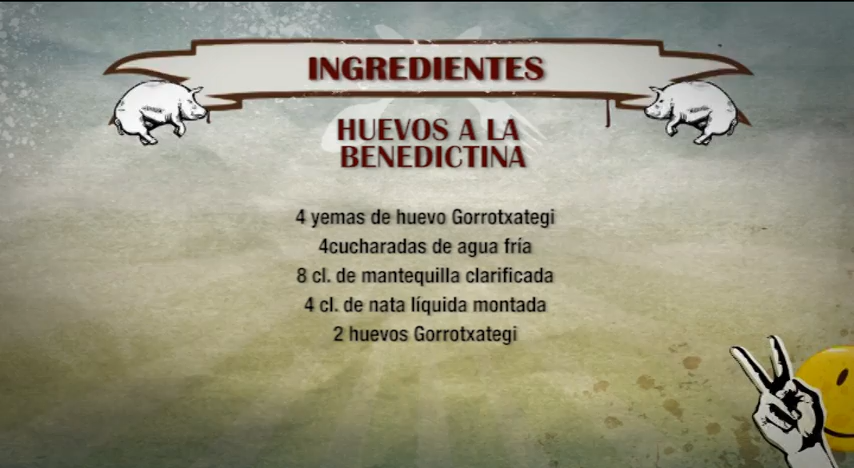 INGREDIENTES
HUEVOS A LA
BENEDICTINA
4 yemas de huevo Gorrotxategi
4cucharadas de agua fría
8 cl. de mantequilla clarificada
4 cl. de nata líquida montada
2 huevos Gorrotxategi